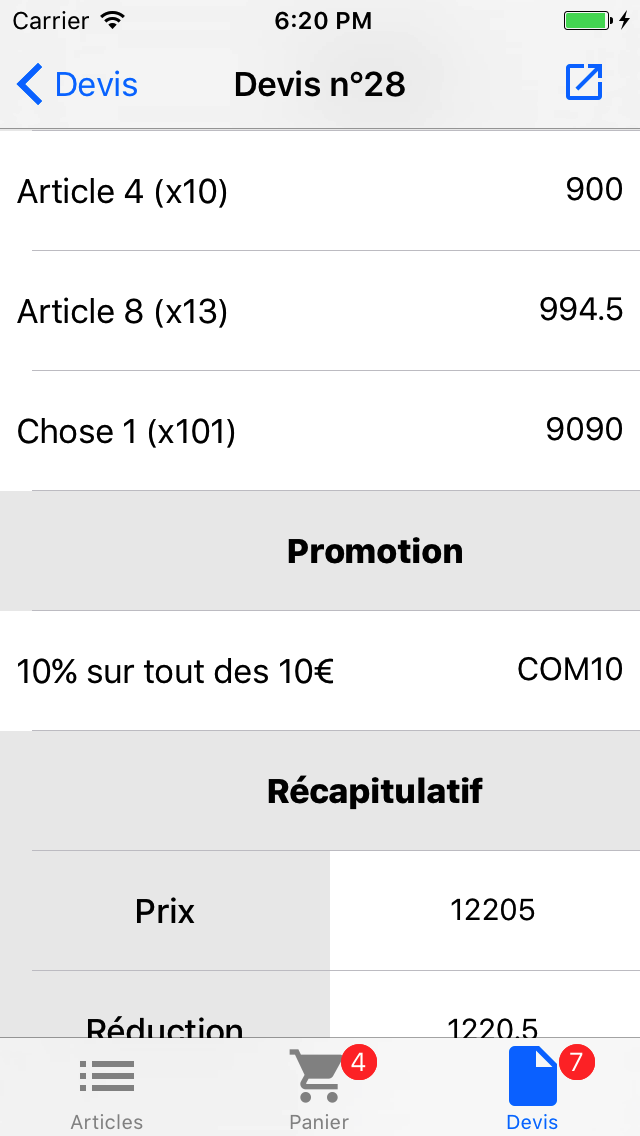 Carrier 6:20 PM
Devis Devis n°28
Article 4 (x10) 900
Article 8 (x13) 994.5
Chose 1 (x101) 9090
Promotion
10% sur tout des 10€ COM10
Récapitulatif
Prix 12205
Réduction 1220.5
4 7
Articles Panier Devis